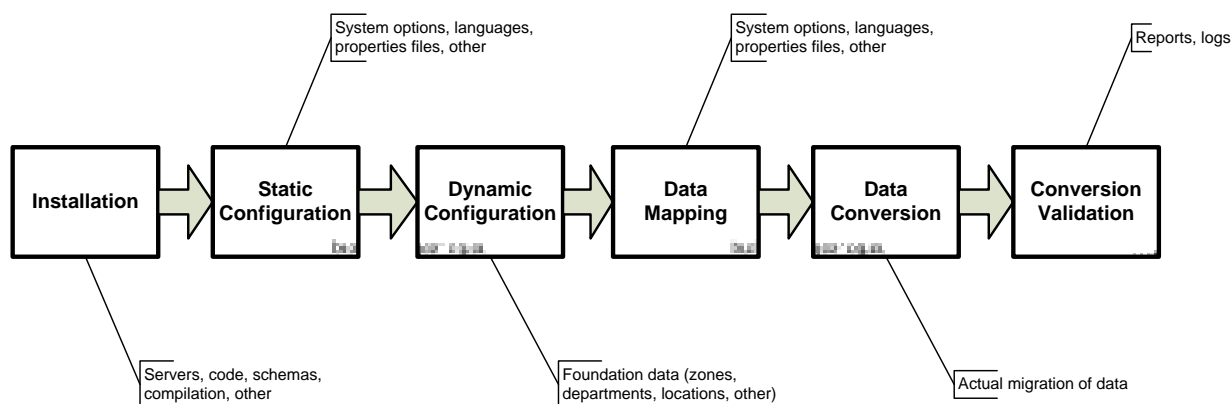 System options, languages,
properties files, other
System options, languages,
properties files, other
Reports, logs
Installation
Static
Configuration
Dynamic
Configuration
Data
Mapping
Data
Conversion
Conversion
Validation
Servers, code, schemas,
compilation, other
Foundation data (zones,
departments, locations, other)
Actual migration of data